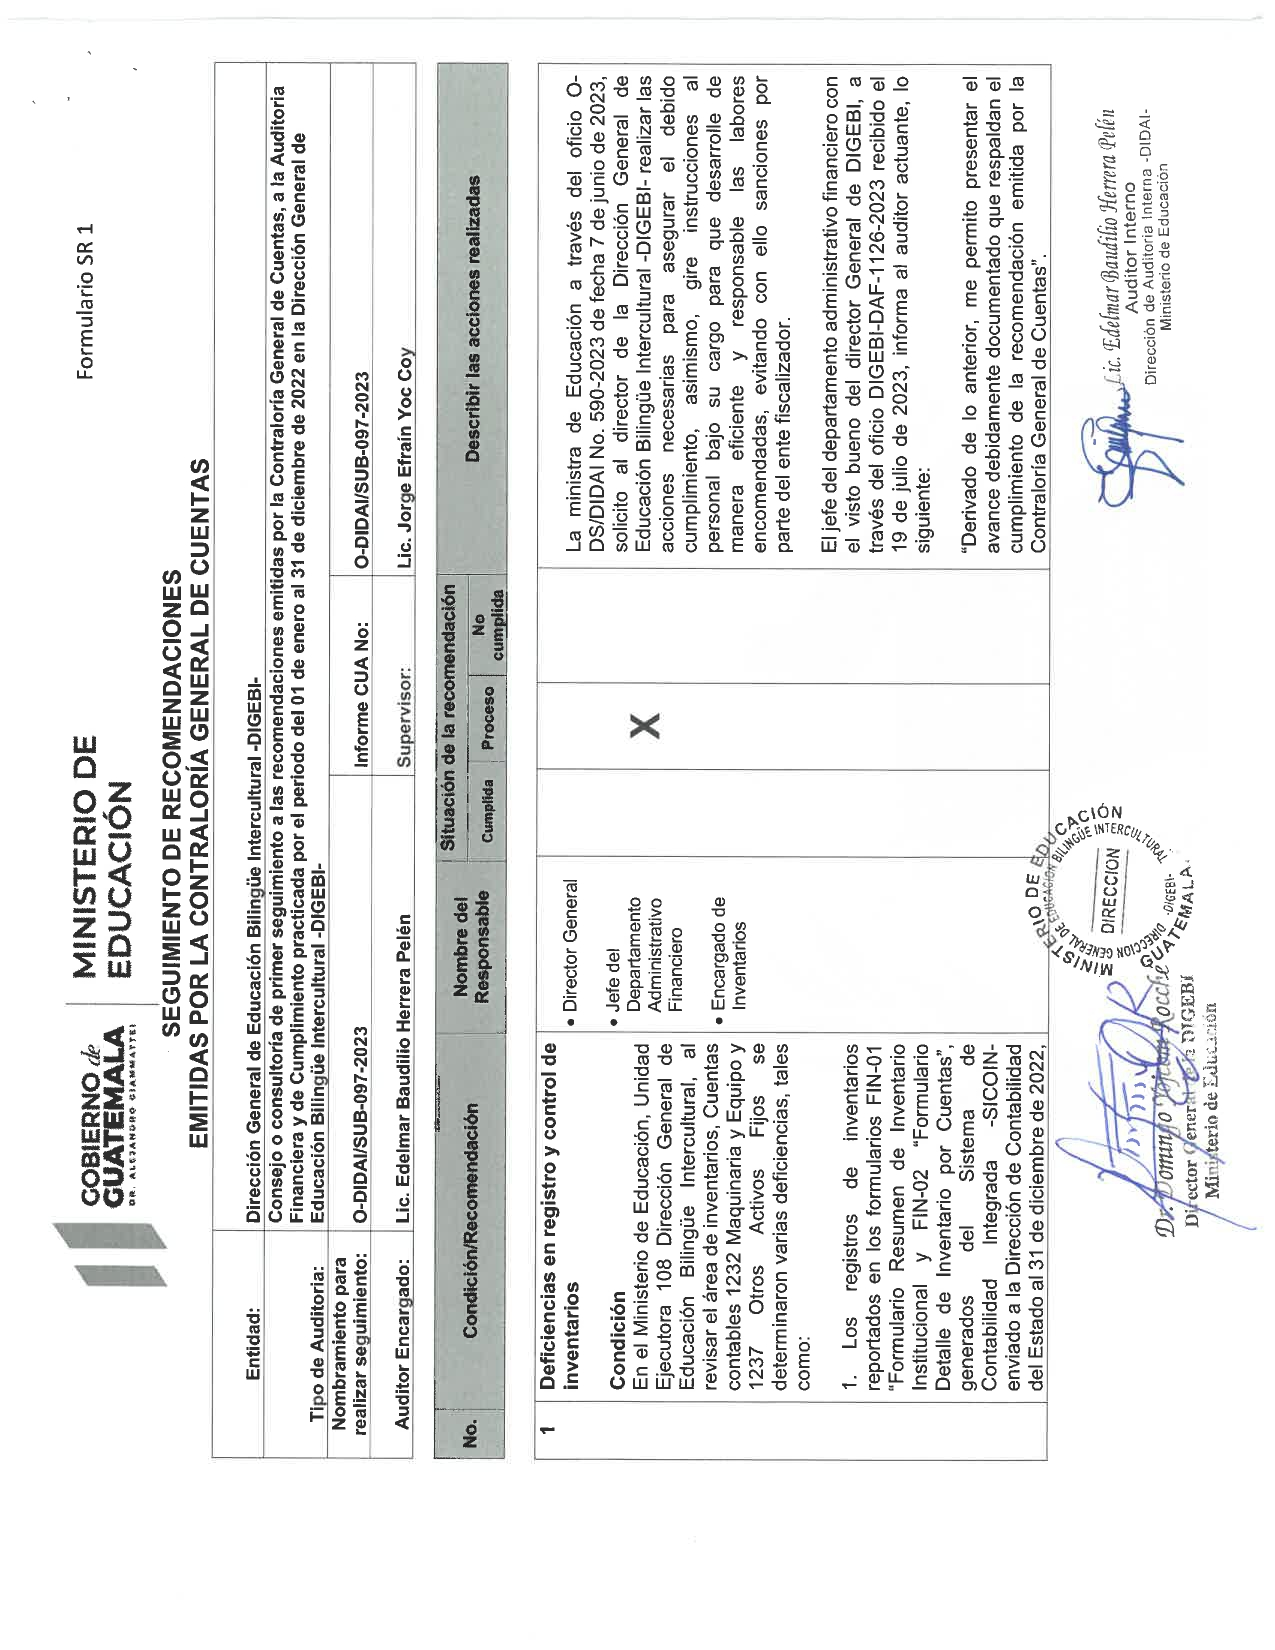 GOBIERNO de
GUATEMALA
DR. ALEJANDRO GIAMMATTEI
MINISTERIO DE
EDUCACIÓN
Formulario SR 1
SEGUIMIENTO DE RECOMENDACIONES
EMITIDAS POR LA CONTRALORÍA GENERAL DE CUENTAS
Entidad:
Dirección General de Educación Bilingüe Intercultural -DIGEBI-
Tipo de Auditoria:
Consejo o consultoría de primer seguimiento a las recomendaciones emitidas por la Contraloría General de Cuentas, a la Auditoria
Financiera y de Cumplimiento practicada por el periodo del 01 de enero al 31 de diciembre de 2022 en la Dirección General de
Educación Bilingüe Intercultural -DIGEBI-
Nombramiento para
realizar seguimiento:
O-DIDAI/SUB-097-2023
Informe CUA No:
O-DIDAI/SUB-097-2023
Auditor Encargado:
Lic. Edelmar Baudilio Herrera Pelén
Supervisor:
Lic. Jorge Efraín Yoc Coy
No.
Condición/Recomendación
Nombre del
Responsable
Situación de la recomendación
Cumplida
Proceso
No
cumplida
Describir las acciones realizadas
1
Deficiencias en registro y control de
inventarios
Condición
En el Ministerio de Educación, Unidad
Ejecutora 108 Dirección General de
Educación Bilingüe Intercultural, al
revisar el área de inventarios, Cuentas
contables 1232 Maquinaria y Equipo y
1237 Otros Activos Fijos se
determinaron varias deficiencias, tales
como:
1. Los registros de inventarios
reportados en los formularios FIN-01
“Formulario Resumen de Inventario
Institucional y FIN-02 “Formulario
Detalle de Inventario por Cuentas”,
generados del Sistema de
Contabilidad Integrada -SICOIN-
enviado a la Dirección de Contabilidad
del Estado al 31 de diciembre de 2022,
• Director General
• Jefe del
Departamento
Administrativo
Financiero
• Encargado de
Inventarios
X
La ministra de Educación a través del oficio O-
DS/DIDAI No. 590-2023 de fecha 7 de junio de 2023,
solicito al director de la Dirección General de
Educación Bilingüe Intercultural -DIGEBI- realizar las
acciones necesarias para asegurar el debido
cumplimiento, asimismo, gire instrucciones al
personal bajo su cargo para que desarrolle de
manera eficiente y responsable las labores
encomendadas, evitando con ello sanciones por
parte del ente fiscalizador.
El jefe del departamento administrativo financiero con
el visto bueno del director General de DIGEBI, a
través del oficio DIGEBI-DAF-1126-2023 recibido el
19 de julio de 2023, informa al auditor actuante, lo
siguiente:
“Derivado de lo anterior, me permito presentar el
avance debidamente documentado que respaldan el
cumplimiento de la recomendación emitida por la
Contraloría General de Cuentas”.
Dr. Domingo Xojcom Rocche
Director General de la DIGEBI
Ministerio de Educación
MINISTERIO DE EDUCACIÓN
DIRECCION GENERAL DE EDUCACION BILINGÜE INTERCULTURAL
DIRECCION
-DIGEBI-
GUATEMALA
Lic. Edelmar Baudilio Herrera Pelén
Auditor Interno
Dirección de Auditoría Interna -DIDAI-
Ministerio de Educación